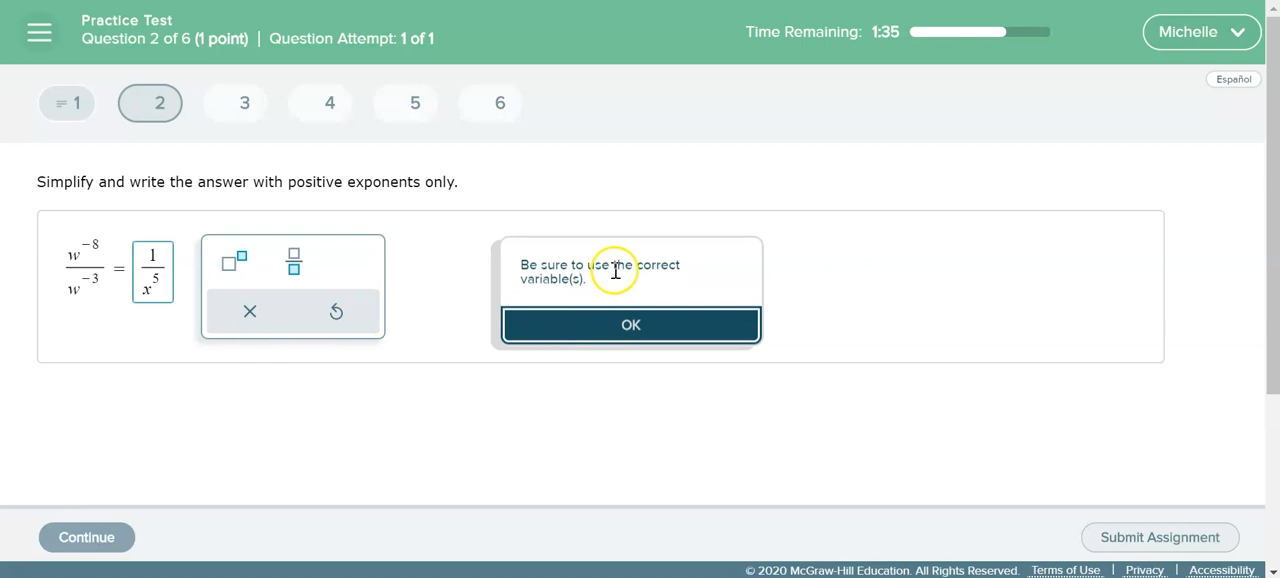 Practice Test
Question 2 of 6 (1 point) | Question Attempt: 1 of 1
Time Remaining: 1:35
Michelle
Español
= 1 2 3 4 5 6
Simplify and write the answer with positive exponents only.
w^-8 / w^-3 = 1 / x^5
Be sure to use the correct
variable(s).
OK
Continue
Submit Assignment
© 2020 McGraw-Hill Education. All Rights Reserved. Terms of Use | Privacy | Accessibility